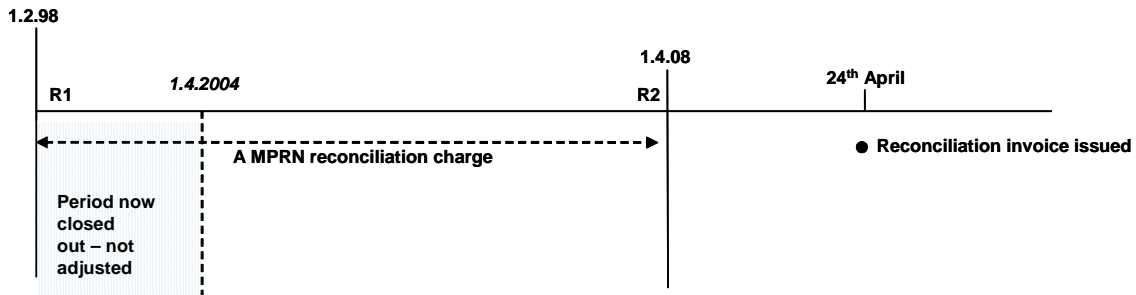 1.2.98
1.4.08
24th April
1.4.2004
R1
R2
A MPRN reconciliation charge
Reconciliation invoice issued
Period now
closed
out – not
adjusted